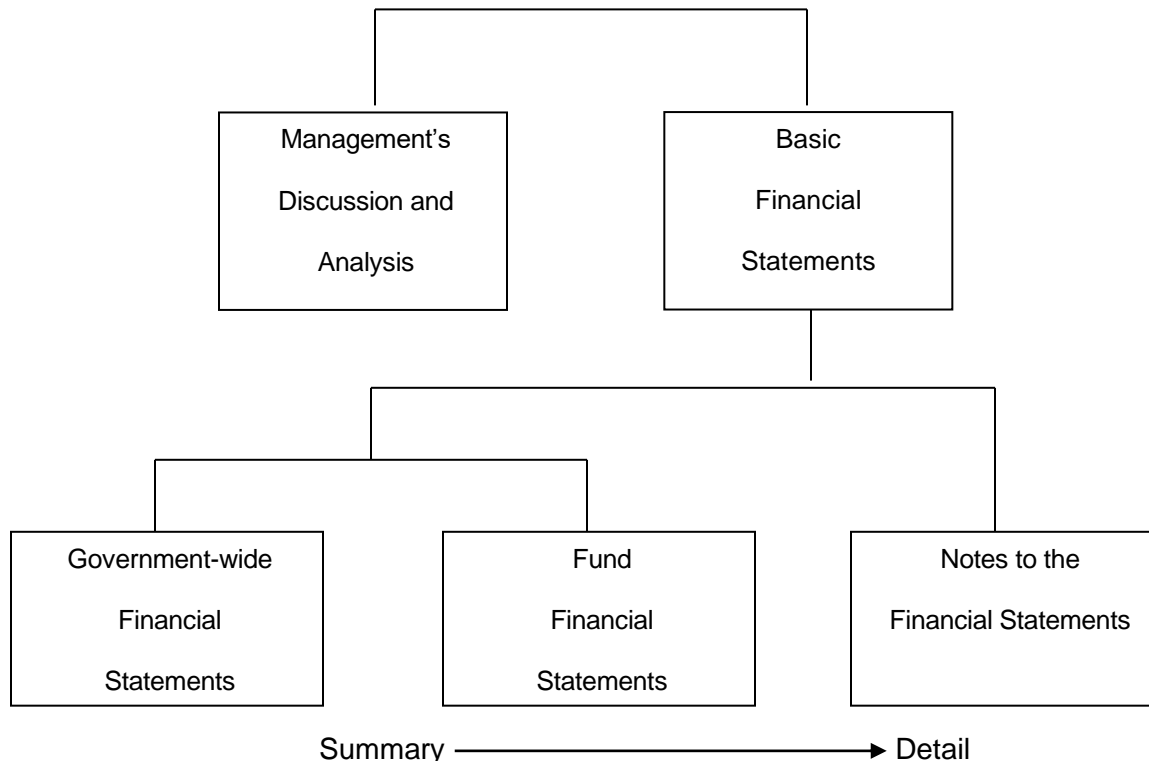 Management’s
Discussion and
Analysis
Basic
Financial
Statements
Government-wide
Financial
Statements
Fund
Financial
Statements
Notes to the
Financial Statements
Summary
Detail